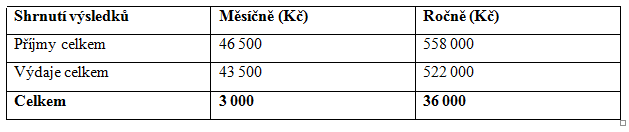 Shrnutí výsledků Měsíčně (Kč) Ročně (Kč)
Příjmy celkem 46 500 558 000
Výdaje celkem 43 500 522 000
Celkem 3 000 36 000